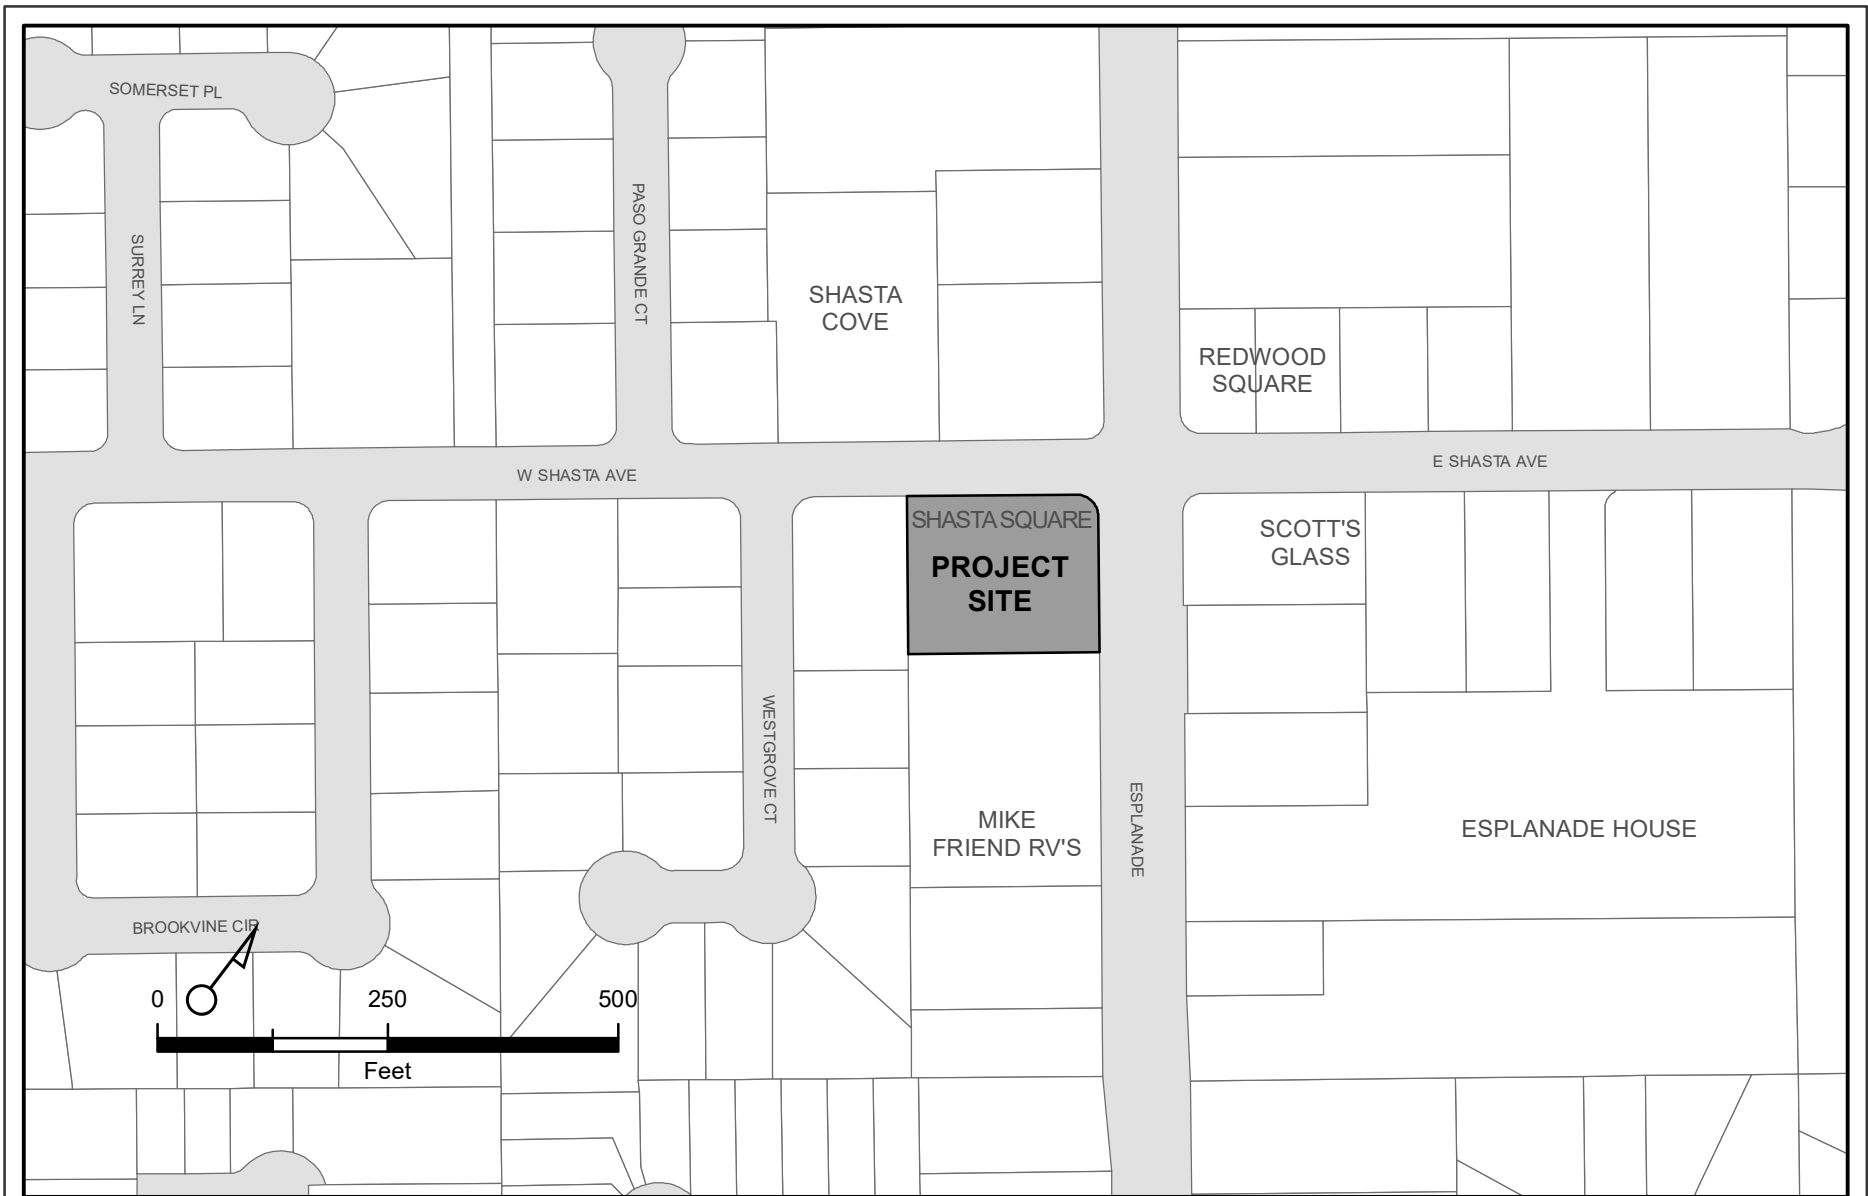 SOMERSET PL
SURREY LN
PASO GRANDE CT
SHASTA
COVE
REDWOOD
SQUARE
W SHASTA AVE
E SHASTA AVE
SHASTA SQUARE
PROJECT
SITE
SCOTT'S
GLASS
WESTGROVE CT
ESPLANADE
MIKE
FRIEND RV'S
ESPLANADE HOUSE
BROOKVINE CIR
0 250 500
Feet